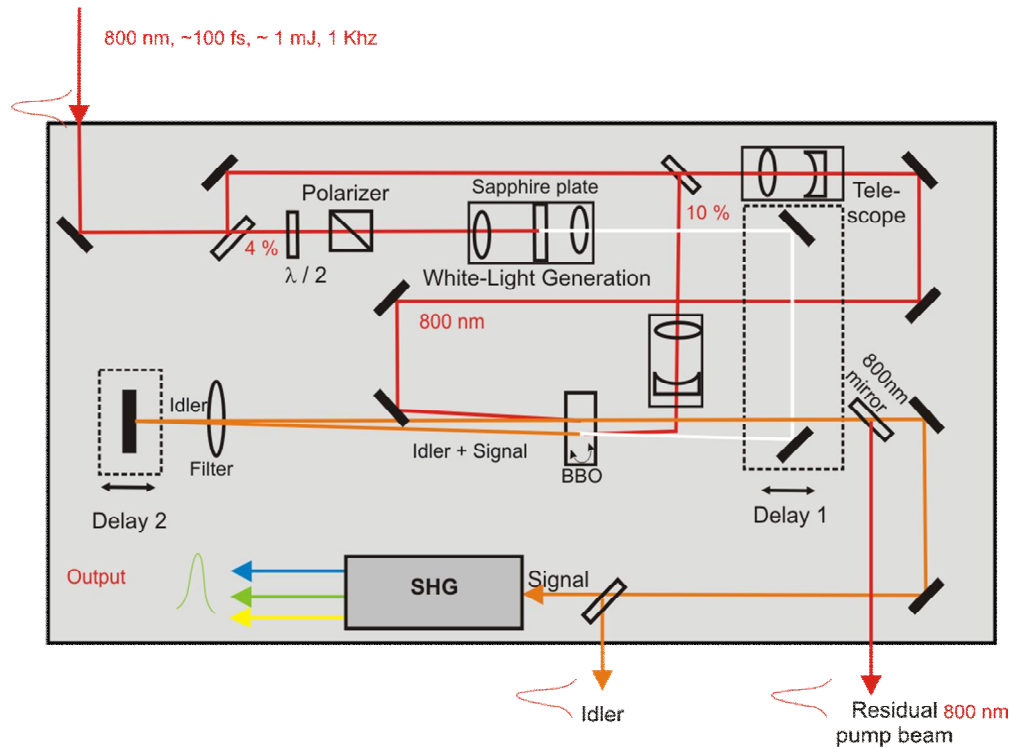 800 nm, ~100 fs, ~ 1 mJ, 1 Khz
Polarizer
Sapphire plate
Tele-
scope
10 %
4 %
λ / 2
White-Light Generation
800 nm
800nm
mirror
Idler
Filter
Idler + Signal
BBO
Delay 2
Delay 1
Output
SHG
Signal
Idler
Residual 800 nm
pump beam